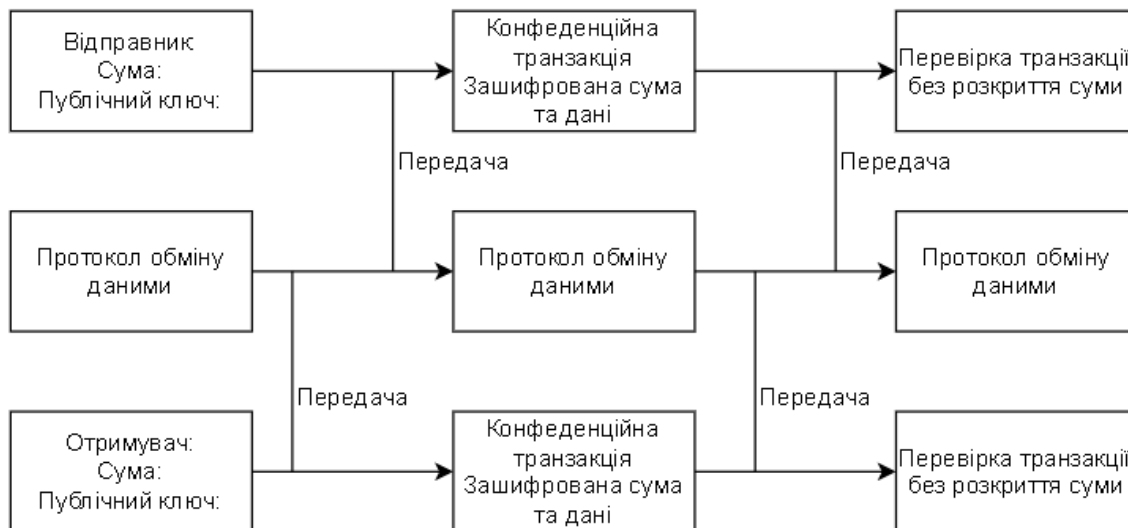 Відправник
Сума:
Публічний ключ:
Конфеденційна
транзакція
Зашифрована сума
та дані
Перевірка транзакції
без розкриття суми
Передача
Передача
Протокол обміну
даними
Протокол обміну
даними
Протокол обміну
даними
Передача
Передача
Отримувач:
Сума:
Публічний ключ:
Конфеденційна
транзакція
Зашифрована сума
та дані
Перевірка транзакції
без розкриття суми